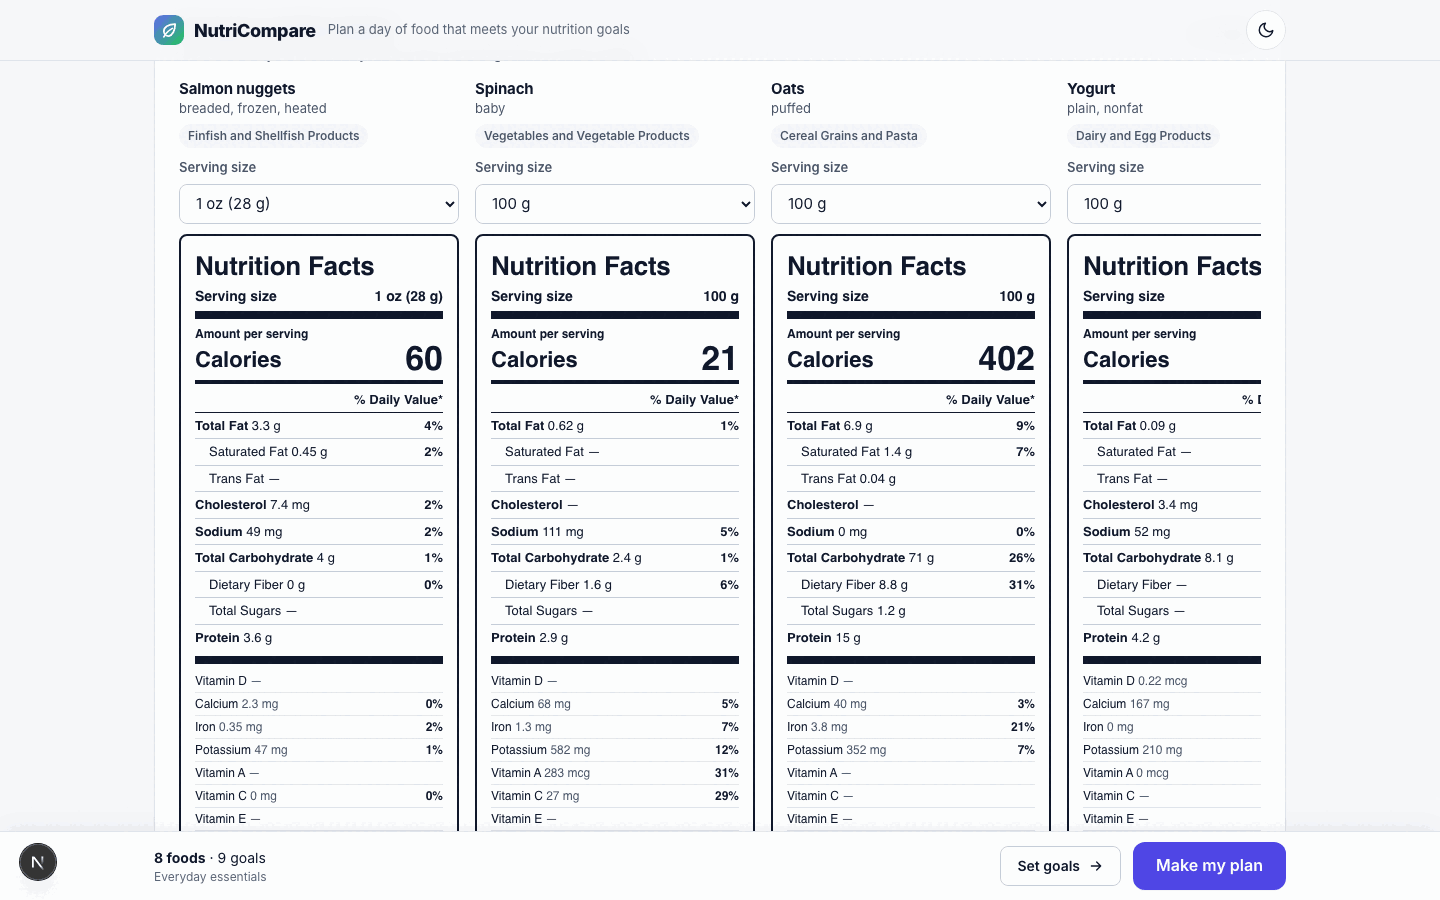 NutriCompare Plan a day of food that meets your nutrition goals
Salmon nuggets
breaded, frozen, heated
Finfish and Shellfish Products
Serving size
1 oz (28 g)
Nutrition Facts
Serving size 1 oz (28 g)
Amount per serving
Calories 60
% Daily Value*
Total Fat 3.3 g 4%
Saturated Fat 0.45 g 2%
Trans Fat —
Cholesterol 7.4 mg 2%
Sodium 49 mg 2%
Total Carbohydrate 4 g 1%
Dietary Fiber 0 g 0%
Total Sugars —
Protein 3.6 g
Vitamin D —
Calcium 2.3 mg 0%
Iron 0.35 mg 2%
Potassium 47 mg 1%
Vitamin A —
Vitamin C 0 mg 0%
Vitamin E —
Spinach
baby
Vegetables and Vegetable Products
Serving size
100 g
Nutrition Facts
Serving size 100 g
Amount per serving
Calories 21
% Daily Value*
Total Fat 0.62 g 1%
Saturated Fat —
Trans Fat —
Cholesterol —
Sodium 111 mg 5%
Total Carbohydrate 2.4 g 1%
Dietary Fiber 1.6 g 6%
Total Sugars —
Protein 2.9 g
Vitamin D —
Calcium 68 mg 5%
Iron 1.3 mg 7%
Potassium 582 mg 12%
Vitamin A 283 mcg 31%
Vitamin C 27 mg 29%
Vitamin E —
Oats
puffed
Cereal Grains and Pasta
Serving size
100 g
Nutrition Facts
Serving size 100 g
Amount per serving
Calories 402
% Daily Value*
Total Fat 6.9 g 9%
Saturated Fat 1.4 g 7%
Trans Fat 0.04 g
Cholesterol —
Sodium 0 mg 0%
Total Carbohydrate 71 g 26%
Dietary Fiber 8.8 g 31%
Total Sugars 1.2 g
Protein 15 g
Vitamin D —
Calcium 40 mg 3%
Iron 3.8 mg 21%
Potassium 352 mg 7%
Vitamin A —
Vitamin C —
Vitamin E —
Yogurt
plain, nonfat
Dairy and Egg Products
Serving size
100 g
Nutrition Facts
Serving size
Amount per serving
Calories
%
Total Fat 0.09 g
Saturated Fat —
Trans Fat —
Cholesterol 3.4 mg
Sodium 52 mg
Total Carbohydrate 8.1 g
Dietary Fiber —
Total Sugars —
Protein 4.2 g
Vitamin D 0.22 mcg
Calcium 167 mg
Iron 0 mg
Potassium 210 mg
Vitamin A 0 mcg
Vitamin C —
Vitamin E —
N
8 foods · 9 goals
Everyday essentials
Set goals →
Make my plan